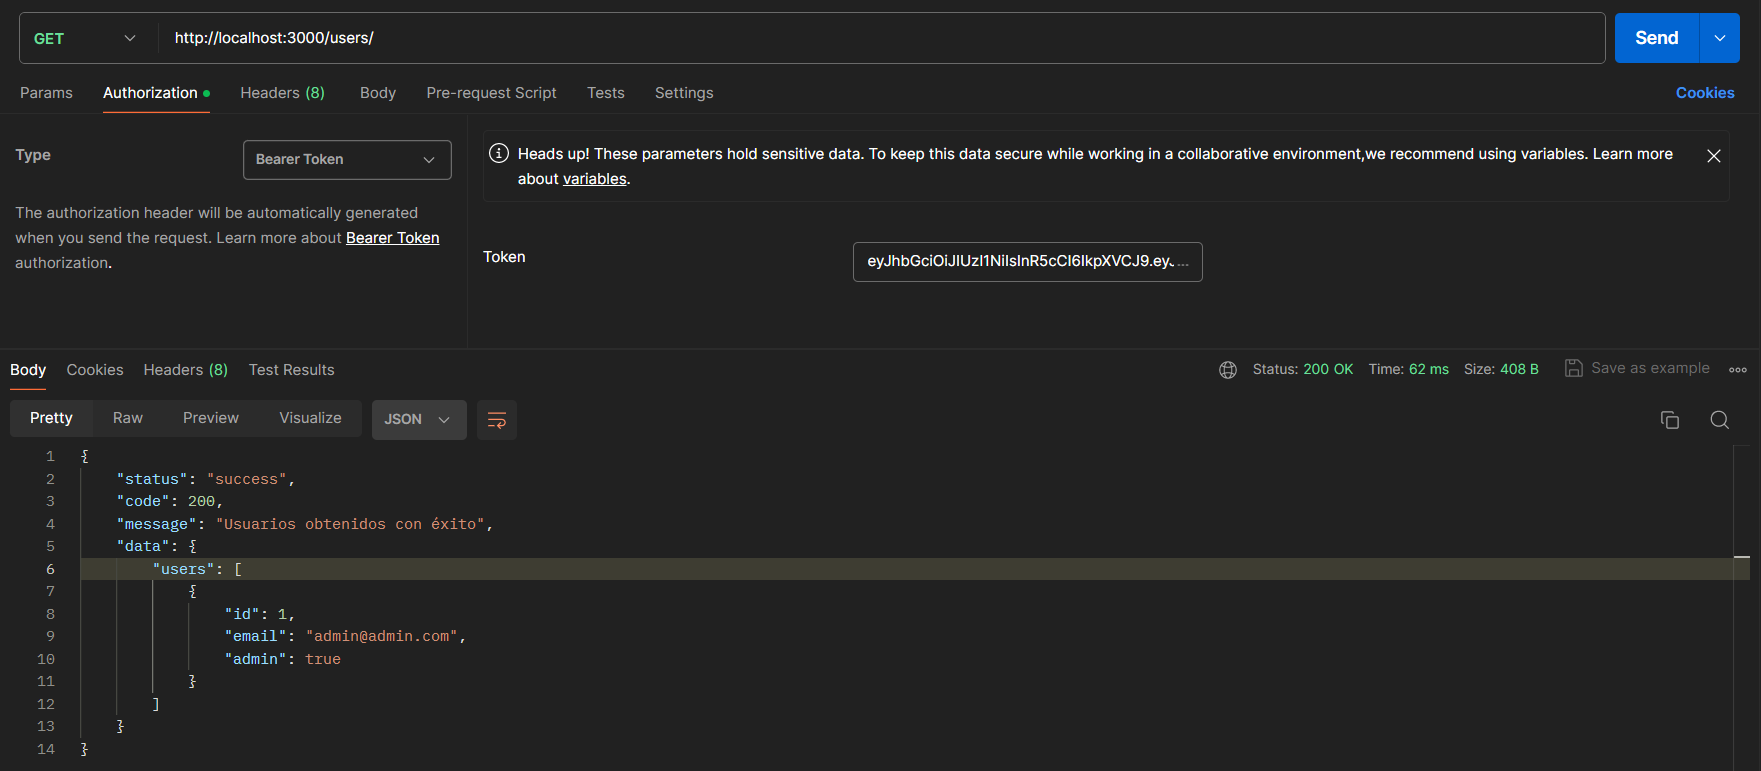 GET http://localhost:3000/users/ Send
Params Authorization Headers (8) Body Pre-request Script Tests Settings Cookies
Type Bearer Token
The authorization header will be automatically generated
when you send the request. Learn more about Bearer Token
authorization.
Heads up! These parameters hold sensitive data. To keep this data secure while working in a collaborative environment,we recommend using variables. Learn more
about variables.
Token eyJhbGciOiJIUzI1NiIsInR5cCI6IkpXVCJ9.eyJ...
Body Cookies Headers (8) Test Results Status: 200 OK Time: 62 ms Size: 408 B Save as example
Pretty Raw Preview Visualize JSON
1 {
2 "status": "success",
3 "code": 200,
4 "message": "Usuarios obtenidos con éxito",
5 "data": {
6 "users": [
7 {
8 "id": 1,
9 "email": "admin@admin.com",
10 "admin": true
11 }
12 ]
13 }
14 }